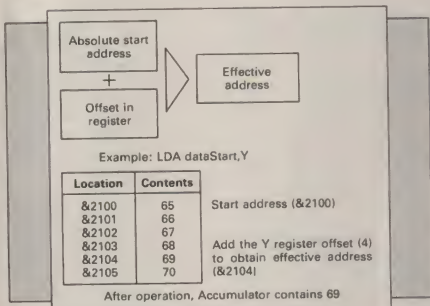 Absolute start
address
+
Offset in
register
Effective
address
Example: LDA dataStart,Y
Location Contents
&2100 65 Start address (&2100)
&2101 66
&2102 67
&2103 68 Add the Y register offset (4)
&2104 69 to obtain effective address
&2105 70 (&2104)
After operation, Accumulator contains 69